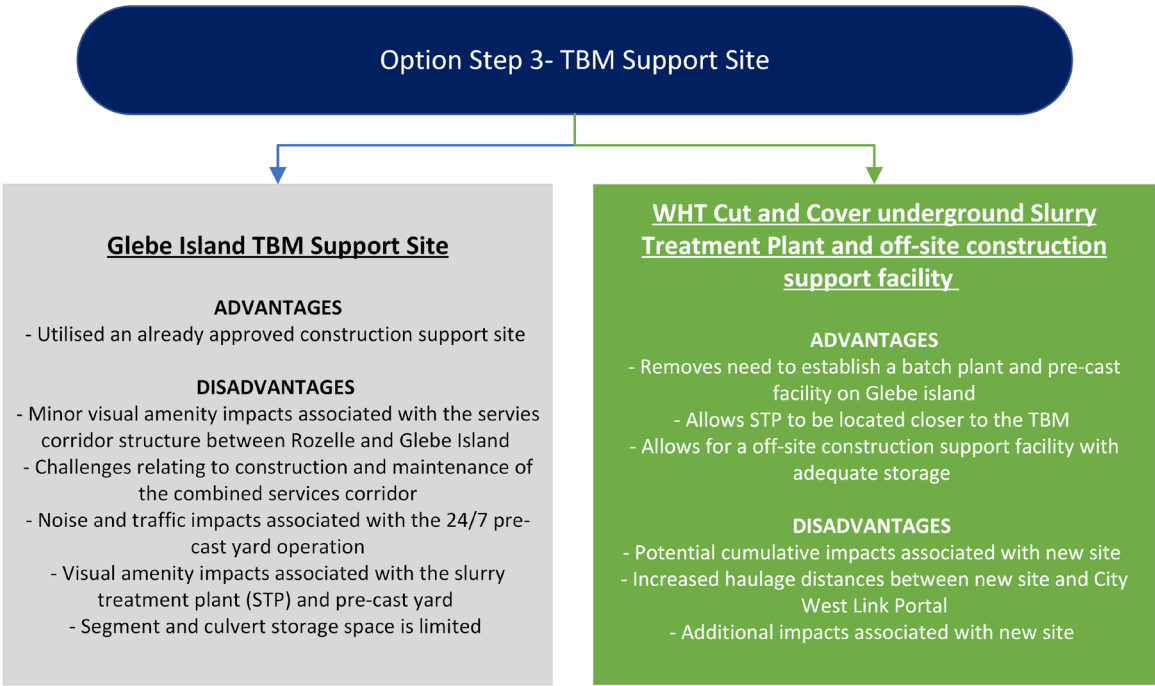 Option Step 3- TBM Support Site
Glebe Island TBM Support Site
ADVANTAGES
- Utilised an already approved construction support site
DISADVANTAGES
- Minor visual amenity impacts associated with the servies
corridor structure between Rozelle and Glebe Island
- Challenges relating to construction and maintenance of
the combined services corridor
- Noise and traffic impacts associated with the 24/7 pre-
cast yard operation
- Visual amenity impacts associated with the slurry
treatment plant (STP) and pre-cast yard
- Segment and culvert storage space is limited
WHT Cut and Cover underground Slurry
Treatment Plant and off-site construction
support facility
ADVANTAGES
- Removes need to establish a batch plant and pre-cast
facility on Glebe island
- Allows STP to be located closer to the TBM
- Allows for a off-site construction support facility with
adequate storage
DISADVANTAGES
- Potential cumulative impacts associated with new site
- Increased haulage distances between new site and City
West Link Portal
- Additional impacts associated with new site